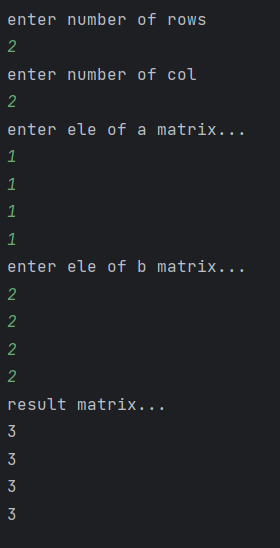 enter number of rows
2
enter number of col
2
enter ele of a matrix...
1
1
1
1
enter ele of b matrix...
2
2
2
2
result matrix...
3
3
3
3